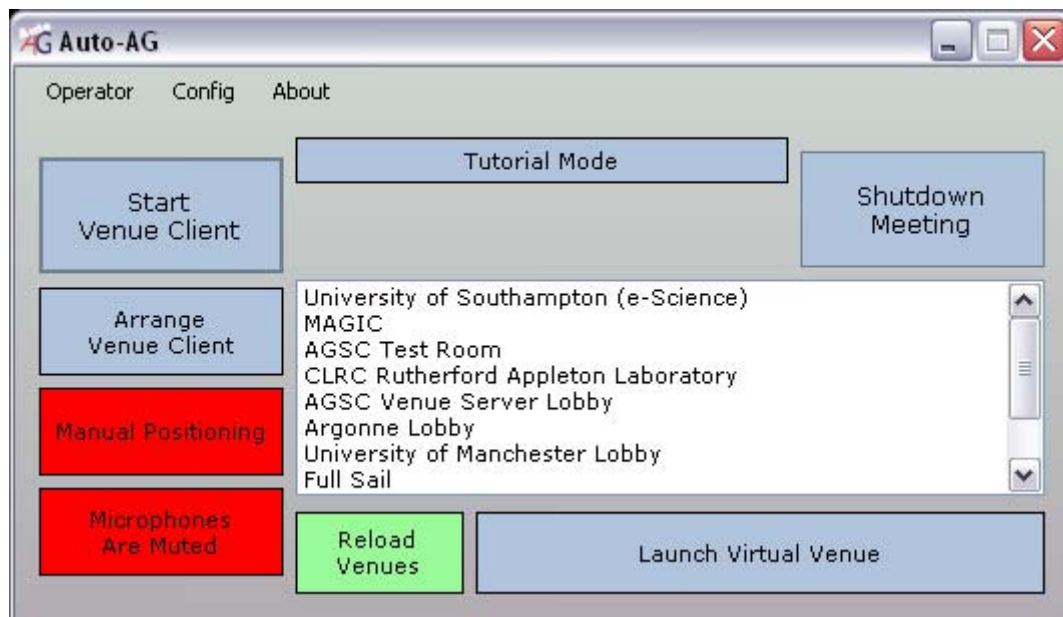 AG Auto-AG
Operator Config About
Tutorial Mode
Start
Venue Client
Shutdown
Meeting
Arrange
Venue Client
Manual Positioning
Microphones
Are Muted
University of Southampton (e-Science)
MAGIC
AGSC Test Room
CLRC Rutherford Appleton Laboratory
AGSC Venue Server Lobby
Argonne Lobby
University of Manchester Lobby
Full Sail
Reload
Venues
Launch Virtual Venue